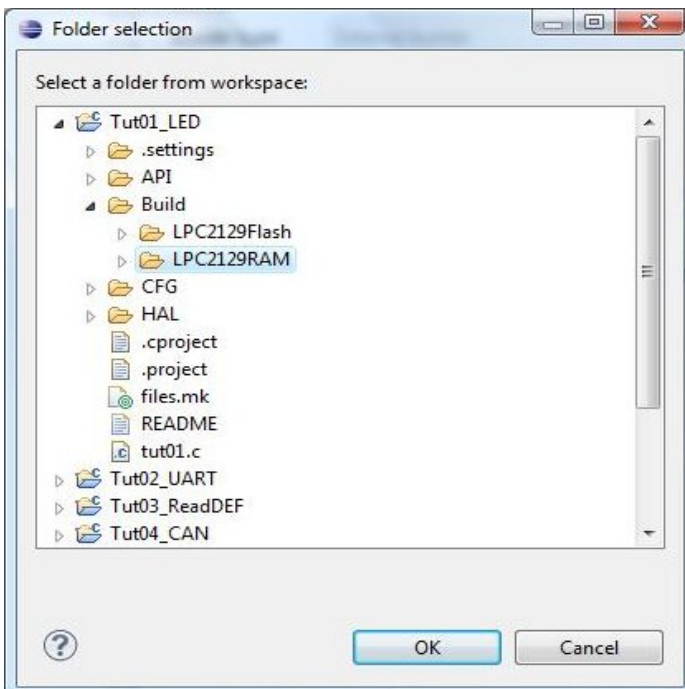 Folder selection
Select a folder from workspace:
Tut01_LED
.settings
API
Build
LPC2129Flash
LPC2129RAM
CFG
HAL
.cproject
.project
files.mk
README
tut01.c
Tut02_UART
Tut03_ReadDEF
Tut04_CAN
OK
Cancel